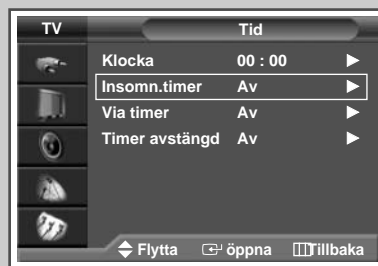 TV
Tid
Klocka 00 : 00
Insomn.timer Av
Via timer Av
Timer avstängd Av
Flytta öppna Tillbaka